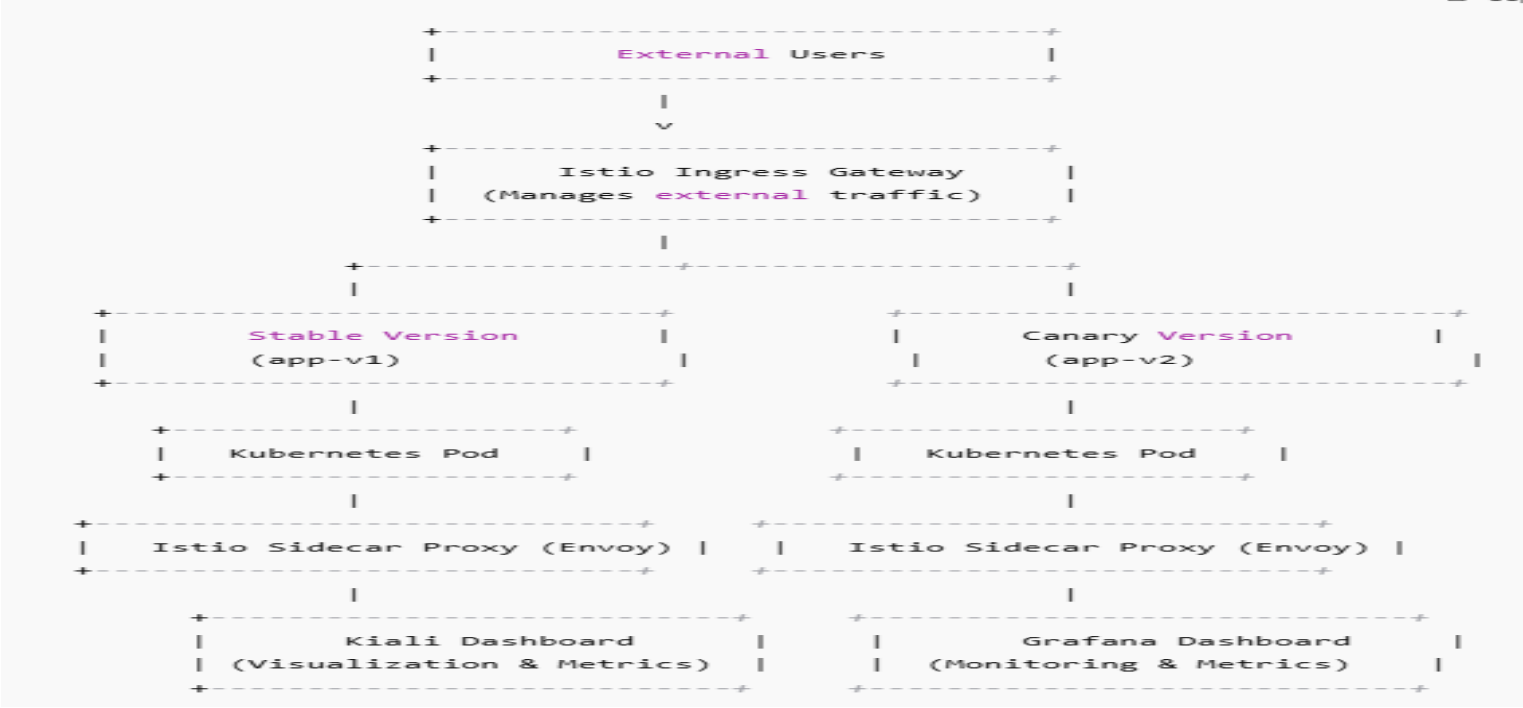 External Users
Istio Ingress Gateway
(Manages external traffic)
Stable Version
Canary Version
(app-v1)
(app-v2)
Kubernetes Pod
Kubernetes Pod
Istio Sidecar Proxy (Envoy)
Istio Sidecar Proxy (Envoy)
Kiali Dashboard
Grafana Dashboard
(Visualization & Metrics)
(Monitoring & Metrics)